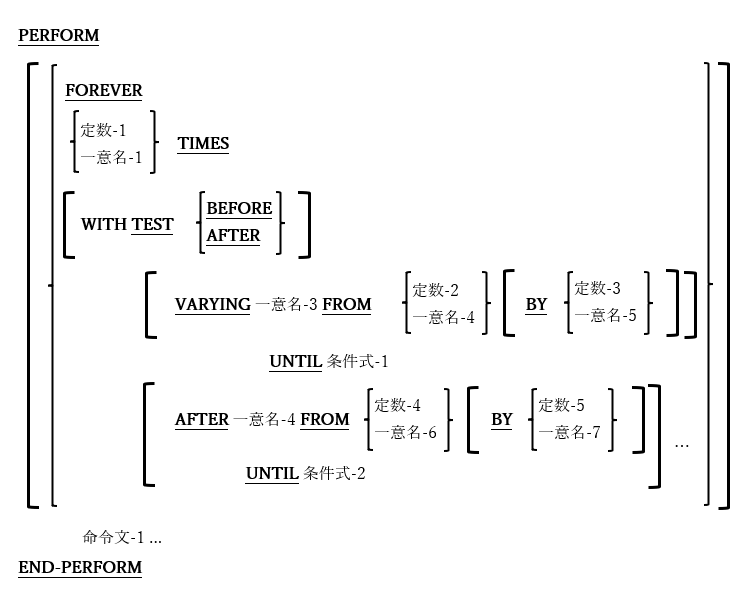 PERFORM
FOREVER
定数-1
一意名-1
TIMES
WITH TEST
BEFORE
AFTER
VARYING 一意名-3 FROM
定数-2
一意名-4
BY
定数-3
一意名-5
UNTIL 条件式-1
AFTER 一意名-4 FROM
定数-4
一意名-6
BY
定数-5
一意名-7
...
UNTIL 条件式-2
命令文-1 ...
END-PERFORM